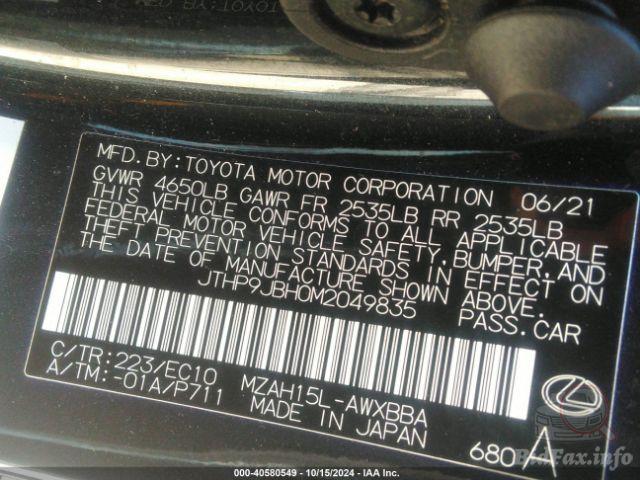 MFD. BY: TOYOTA MOTOR CORPORATION 06/21
GVWR 4650LB GAWR FR 2535LB RR 2535LB
THIS VEHICLE CONFORMS TO ALL APPLICABLE
FEDERAL MOTOR VEHICLE SAFETY, BUMPER, AND
THEFT PREVENTION STANDARDS IN EFFECT ON
THE DATE OF MANUFACTURE SHOWN ABOVE.
JTHP9JBH0M2049835 PASS.CAR
C/TR:223/EC10 MZAH15L-AWXBBA
A/TM:-01A/P711 MADE IN JAPAN
680A
BidFax.info
000-40580549 - 10/15/2024 - IAA Inc.